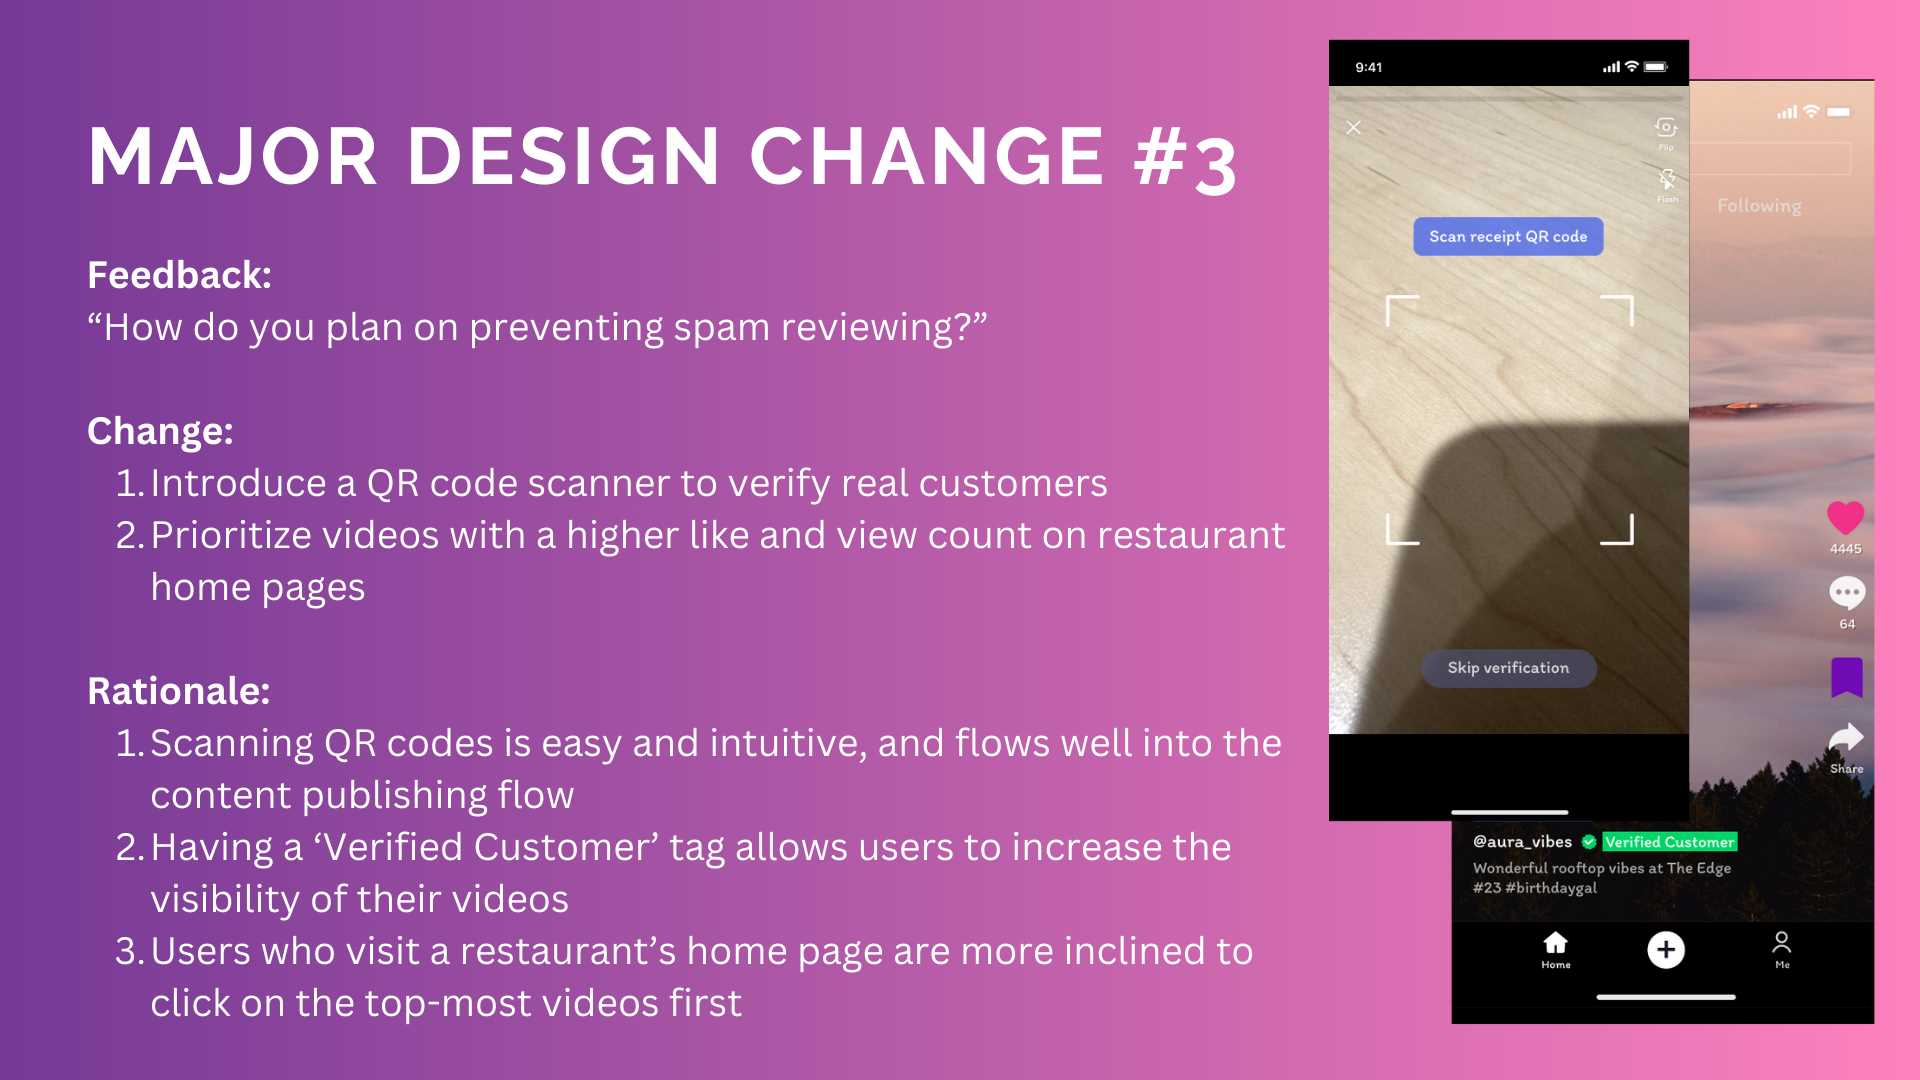 MAJOR DESIGN CHANGE #3
Feedback:
“How do you plan on preventing spam reviewing?”
Change:
1. Introduce a QR code scanner to verify real customers
2. Prioritize videos with a higher like and view count on restaurant
home pages
Rationale:
1. Scanning QR codes is easy and intuitive, and flows well into the
content publishing flow
2. Having a ‘Verified Customer’ tag allows users to increase the
visibility of their videos
3. Users who visit a restaurant’s home page are more inclined to
click on the top-most videos first
9:41
Flip
Flash
Scan receipt QR code
Skip verification
Following
4445
64
Share
@aura_vibes Verified Customer
Wonderful rooftop vibes at The Edge
#23 #birthdaygal
Home
Me